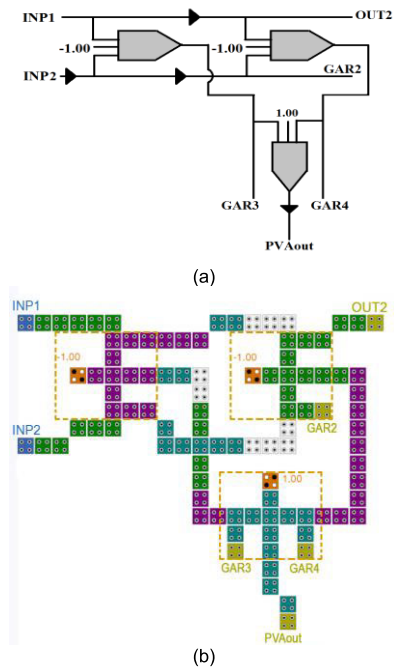 INP1
OUT2
-1.00
-1.00
INP2
GAR2
1.00
GAR3
GAR4
PVAout
(a)
INP1
OUT2
-1.00
-1.00
GAR2
INP2
1.00
GAR3
GAR4
PVAout
(b)